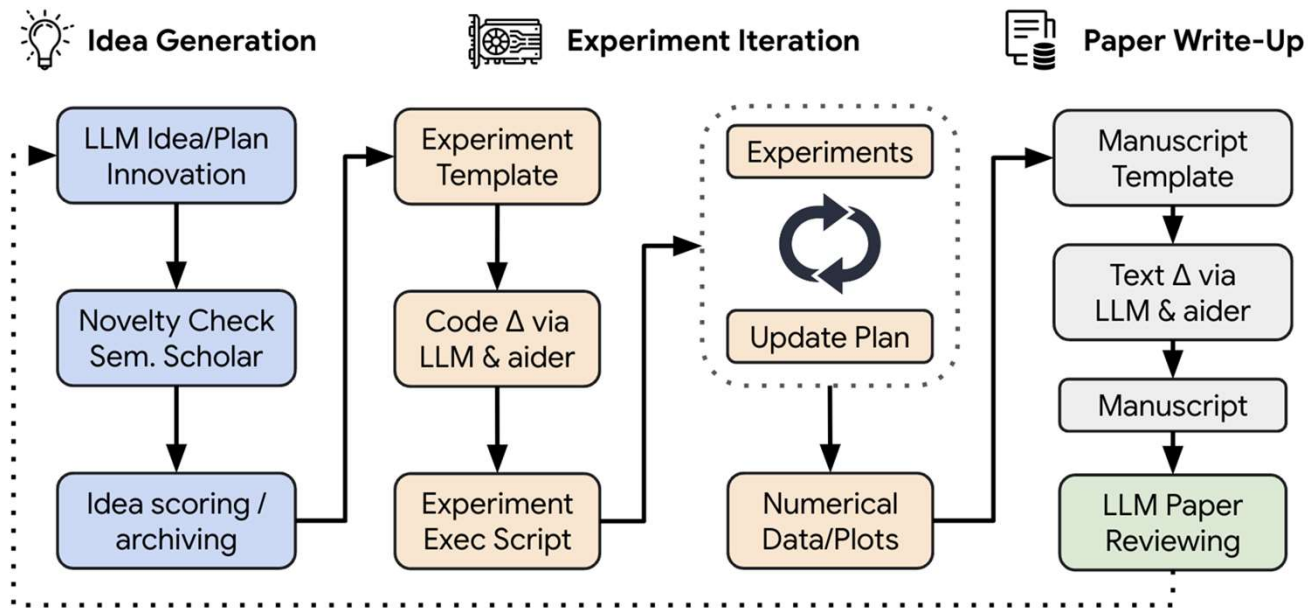 Idea Generation
Experiment Iteration
Paper Write-Up
LLM Idea/Plan
Innovation
Novelty Check
Sem. Scholar
Idea scoring /
archiving
Experiment
Template
Code Δ via
LLM & aider
Experiment
Exec Script
Experiments
Update Plan
Numerical
Data/Plots
Manuscript
Template
Text Δ via
LLM & aider
Manuscript
LLM Paper
Reviewing